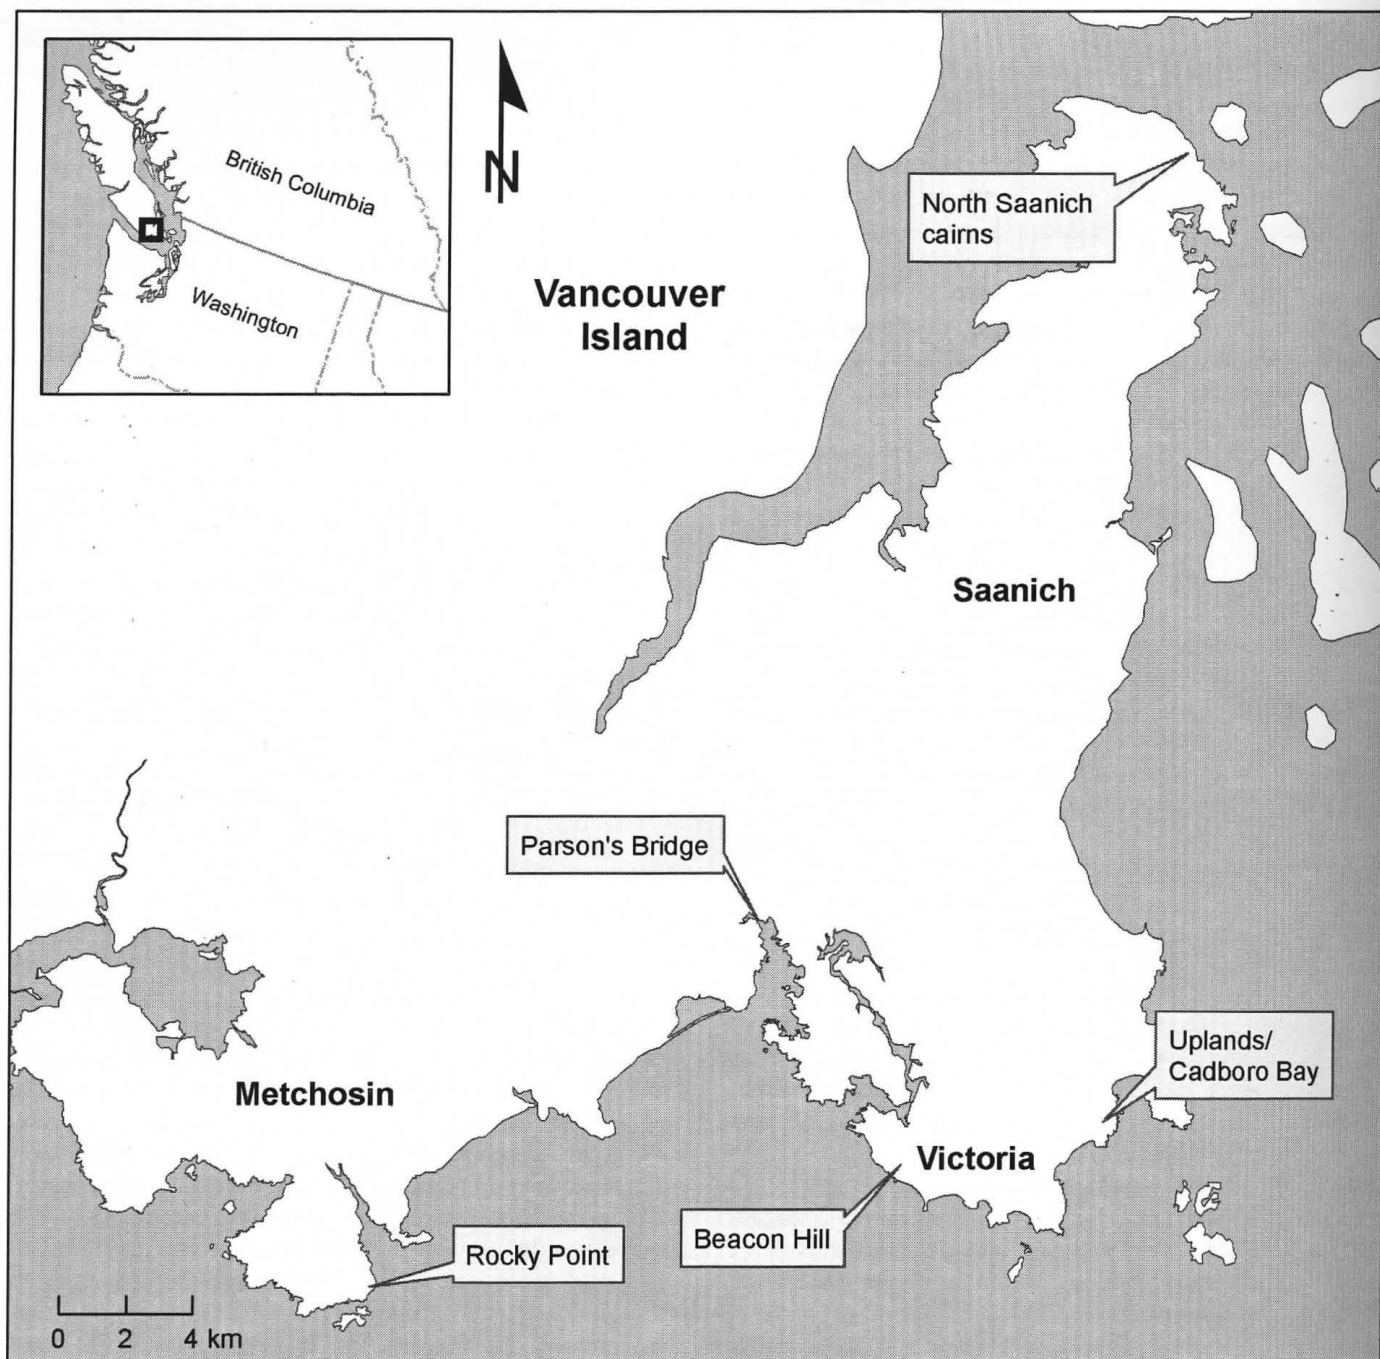 British Columbia
Washington
N
North Saanich
cairns
Vancouver
Island
Saanich
Parson's Bridge
Uplands/
Cadboro Bay
Metchosin
Victoria
Beacon Hill
Rocky Point
0 2 4 km